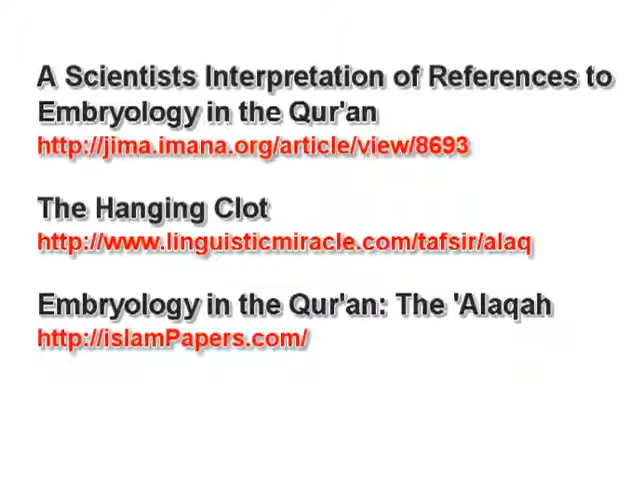 A Scientists Interpretation of References to
Embryology in the Qur'an
http://jima.imana.org/article/view/8693
The Hanging Clot
http://www.linguisticmiracle.com/tafsir/alaq
Embryology in the Qur'an: The 'Alaqah
http://islamPapers.com/